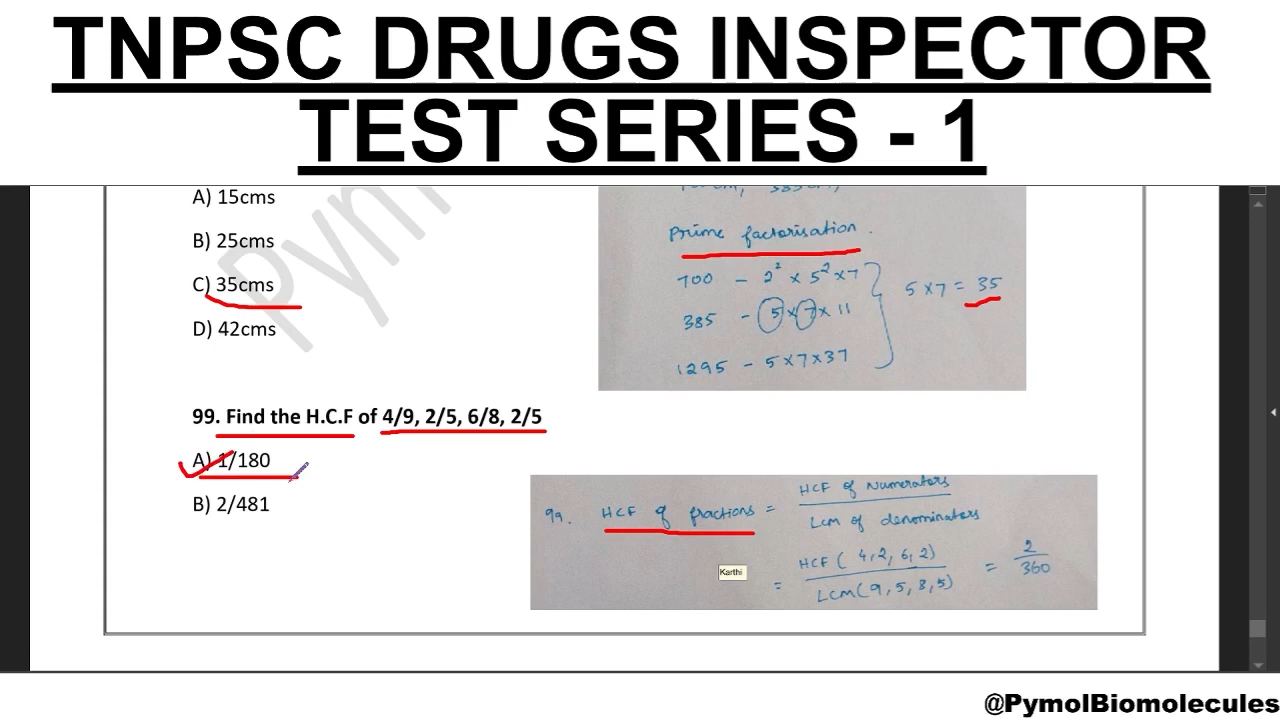 TNPSC DRUGS INSPECTOR
TEST SERIES - 1
A) 15cms
B) 25cms
C) 35cms
D) 42cms
Prime factorisation.
700 - 2² × 5² × 7
385 - 5 × 7 × 11
1295 - 5 × 7 × 37
5 × 7 = 35
99. Find the H.C.F of 4/9, 2/5, 6/8, 2/5
A) 1/180
B) 2/481
99. HCF of fractions = HCF of Numerators
LCM of denominators
= HCF ( 4, 2, 6, 2) = 2
LCM (9, 5, 8, 5) 360
Karthi
Pym
@PymolBiomolecules